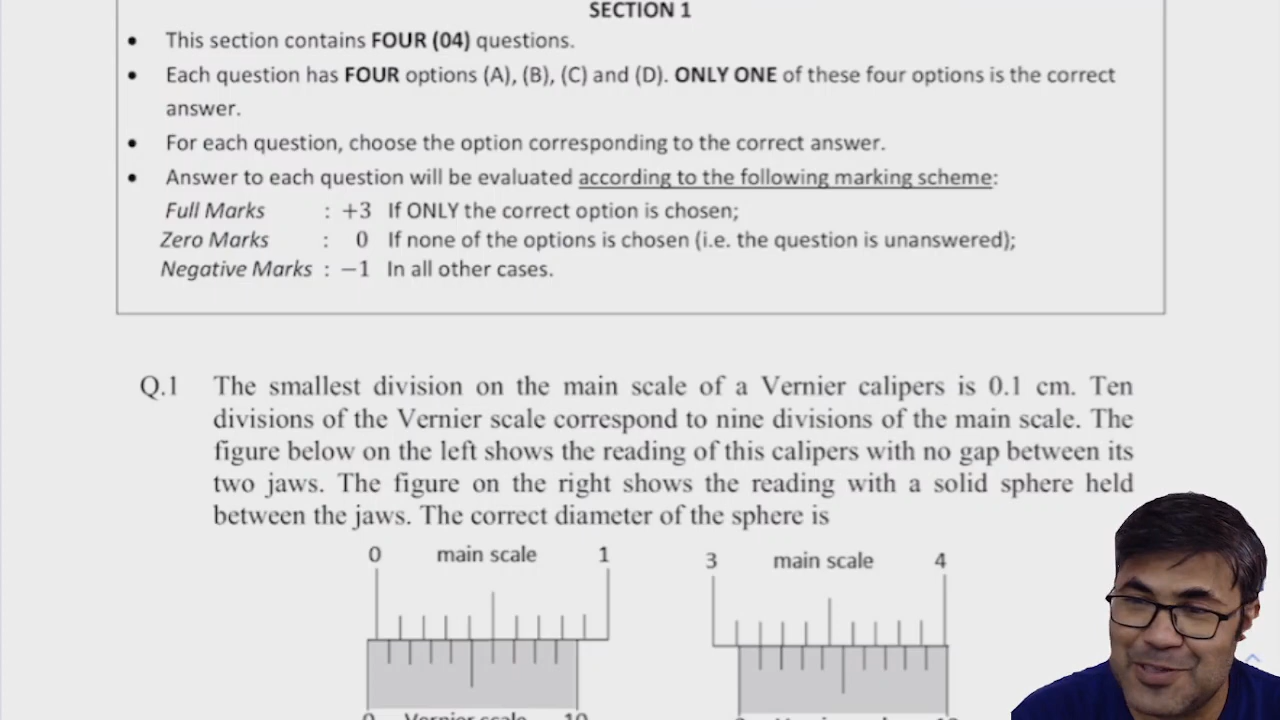 SECTION 1
• This section contains FOUR (04) questions.
• Each question has FOUR options (A), (B), (C) and (D). ONLY ONE of these four options is the correct
answer.
• For each question, choose the option corresponding to the correct answer.
• Answer to each question will be evaluated according to the following marking scheme:
Full Marks : +3 If ONLY the correct option is chosen;
Zero Marks : 0 If none of the options is chosen (i.e. the question is unanswered);
Negative Marks : −1 In all other cases.
Q.1 The smallest division on the main scale of a Vernier calipers is 0.1 cm. Ten
divisions of the Vernier scale correspond to nine divisions of the main scale. The
figure below on the left shows the reading of this calipers with no gap between its
two jaws. The figure on the right shows the reading with a solid sphere held
between the jaws. The correct diameter of the sphere is
0 main scale 1
3 main scale 4
0 Vernier scale 10